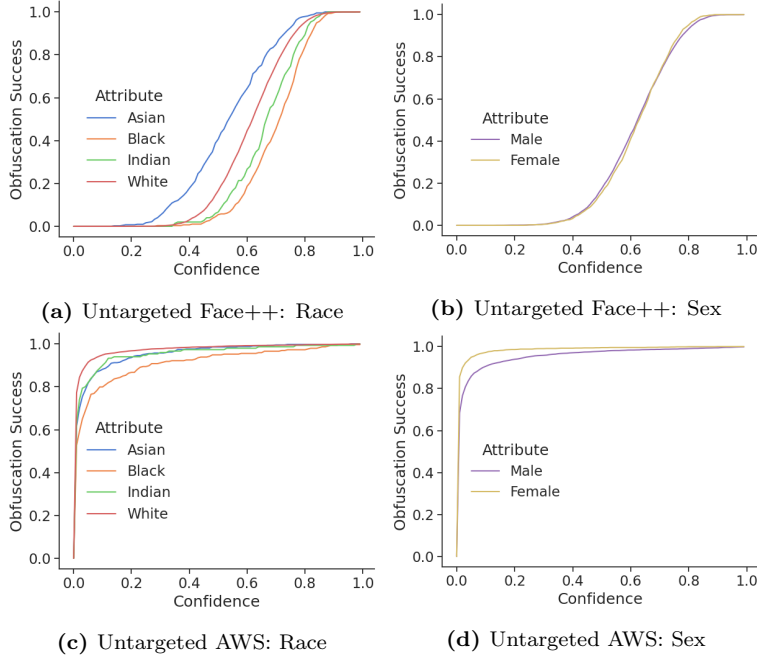 1.0
0.8
0.6
0.4
0.2
0.0
Obfuscation Success
Attribute
Asian
Black
Indian
White
0.0 0.2 0.4 0.6 0.8 1.0
Confidence
(a) Untargeted Face++: Race
1.0
0.8
0.6
0.4
0.2
0.0
Obfuscation Success
Attribute
Male
Female
0.0 0.2 0.4 0.6 0.8 1.0
Confidence
(b) Untargeted Face++: Sex
1.0
0.8
0.6
0.4
0.2
0.0
Obfuscation Success
Attribute
Asian
Black
Indian
White
0.0 0.2 0.4 0.6 0.8 1.0
Confidence
(c) Untargeted AWS: Race
1.0
0.8
0.6
0.4
0.2
0.0
Obfuscation Success
Attribute
Male
Female
0.0 0.2 0.4 0.6 0.8 1.0
Confidence
(d) Untargeted AWS: Sex